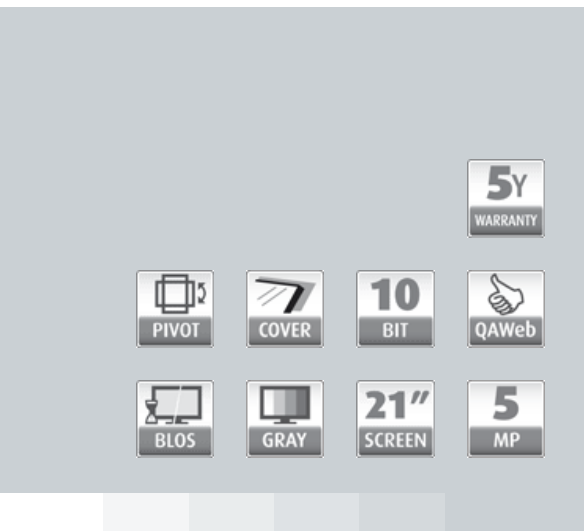 5Y
WARRANTY
PIVOT
COVER
10
BIT
QAWeb
BLOS
GRAY
21"
SCREEN
5
MP